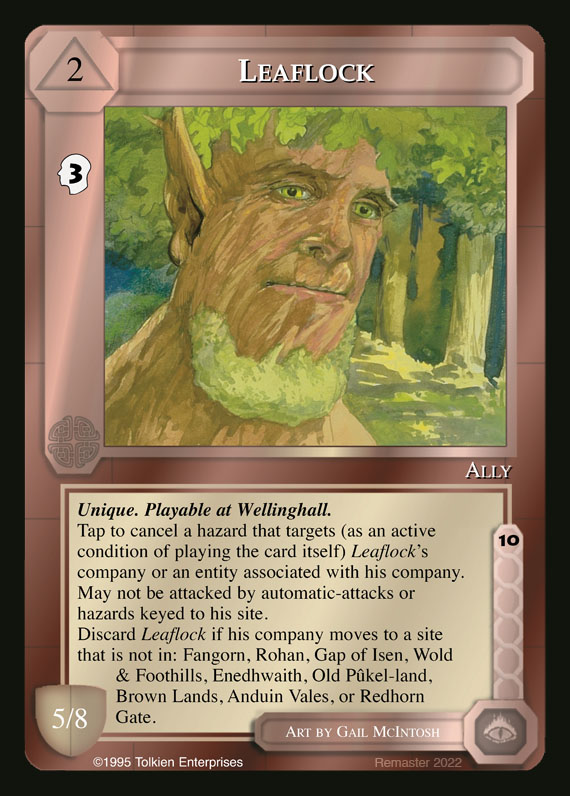 2
LEAFLOCK
3
ALLY
Unique. Playable at Wellinghall.
Tap to cancel a hazard that targets (as an active
condition of playing the card itself) Leaflock's
company or an entity associated with his company.
May not be attacked by automatic-attacks or
hazards keyed to his site.
Discard Leaflock if his company moves to a site
that is not in: Fangorn, Rohan, Gap of Isen, Wold
& Foothills, Enedhwaith, Old Pûkel-land,
Brown Lands, Anduin Vales, or Redhorn
Gate.
10
5/8
ART BY GAIL MCINTOSH
©1995 Tolkien Enterprises
Remaster 2022